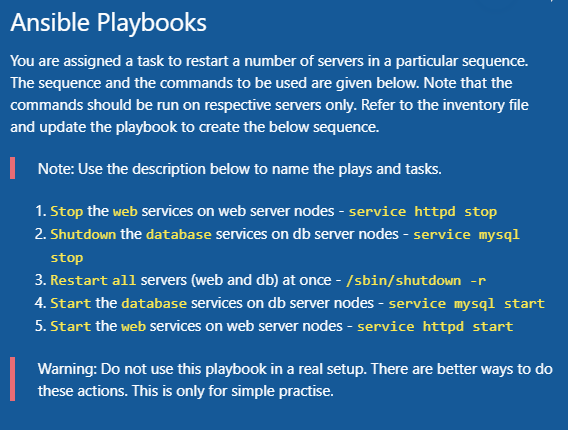 Ansible Playbooks
You are assigned a task to restart a number of servers in a particular sequence.
The sequence and the commands to be used are given below. Note that the
commands should be run on respective servers only. Refer to the inventory file
and update the playbook to create the below sequence.
Note: Use the description below to name the plays and tasks.
1. Stop the web services on web server nodes - service httpd stop
2. Shutdown the database services on db server nodes - service mysql
stop
3. Restart all servers (web and db) at once - /sbin/shutdown -r
4. Start the database services on db server nodes - service mysql start
5. Start the web services on web server nodes - service httpd start
Warning: Do not use this playbook in a real setup. There are better ways to do
these actions. This is only for simple practise.